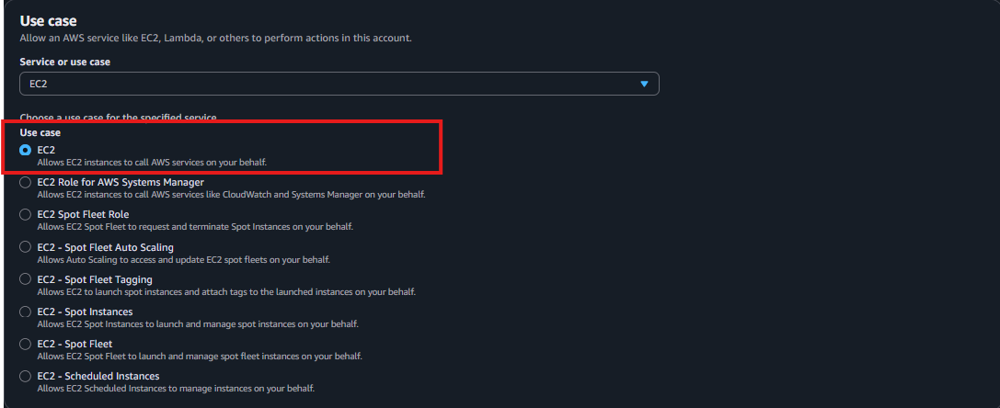 Use case
Allow an AWS service like EC2, Lambda, or others to perform actions in this account.
Service or use case
EC2
Choose a use case for the specified service.
Use case
EC2
Allows EC2 instances to call AWS services on your behalf.
EC2 Role for AWS Systems Manager
Allows EC2 instances to call AWS services like CloudWatch and Systems Manager on your behalf.
EC2 Spot Fleet Role
Allows EC2 Spot Fleet to request and terminate Spot Instances on your behalf.
EC2 - Spot Fleet Auto Scaling
Allows Auto Scaling to access and update EC2 spot fleets on your behalf.
EC2 - Spot Fleet Tagging
Allows EC2 to launch spot instances and attach tags to the launched instances on your behalf.
EC2 - Spot Instances
Allows EC2 Spot Instances to launch and manage spot instances on your behalf.
EC2 - Spot Fleet
Allows EC2 Spot Fleet to launch and manage spot fleet instances on your behalf.
EC2 - Scheduled Instances
Allows EC2 Scheduled Instances to manage instances on your behalf.